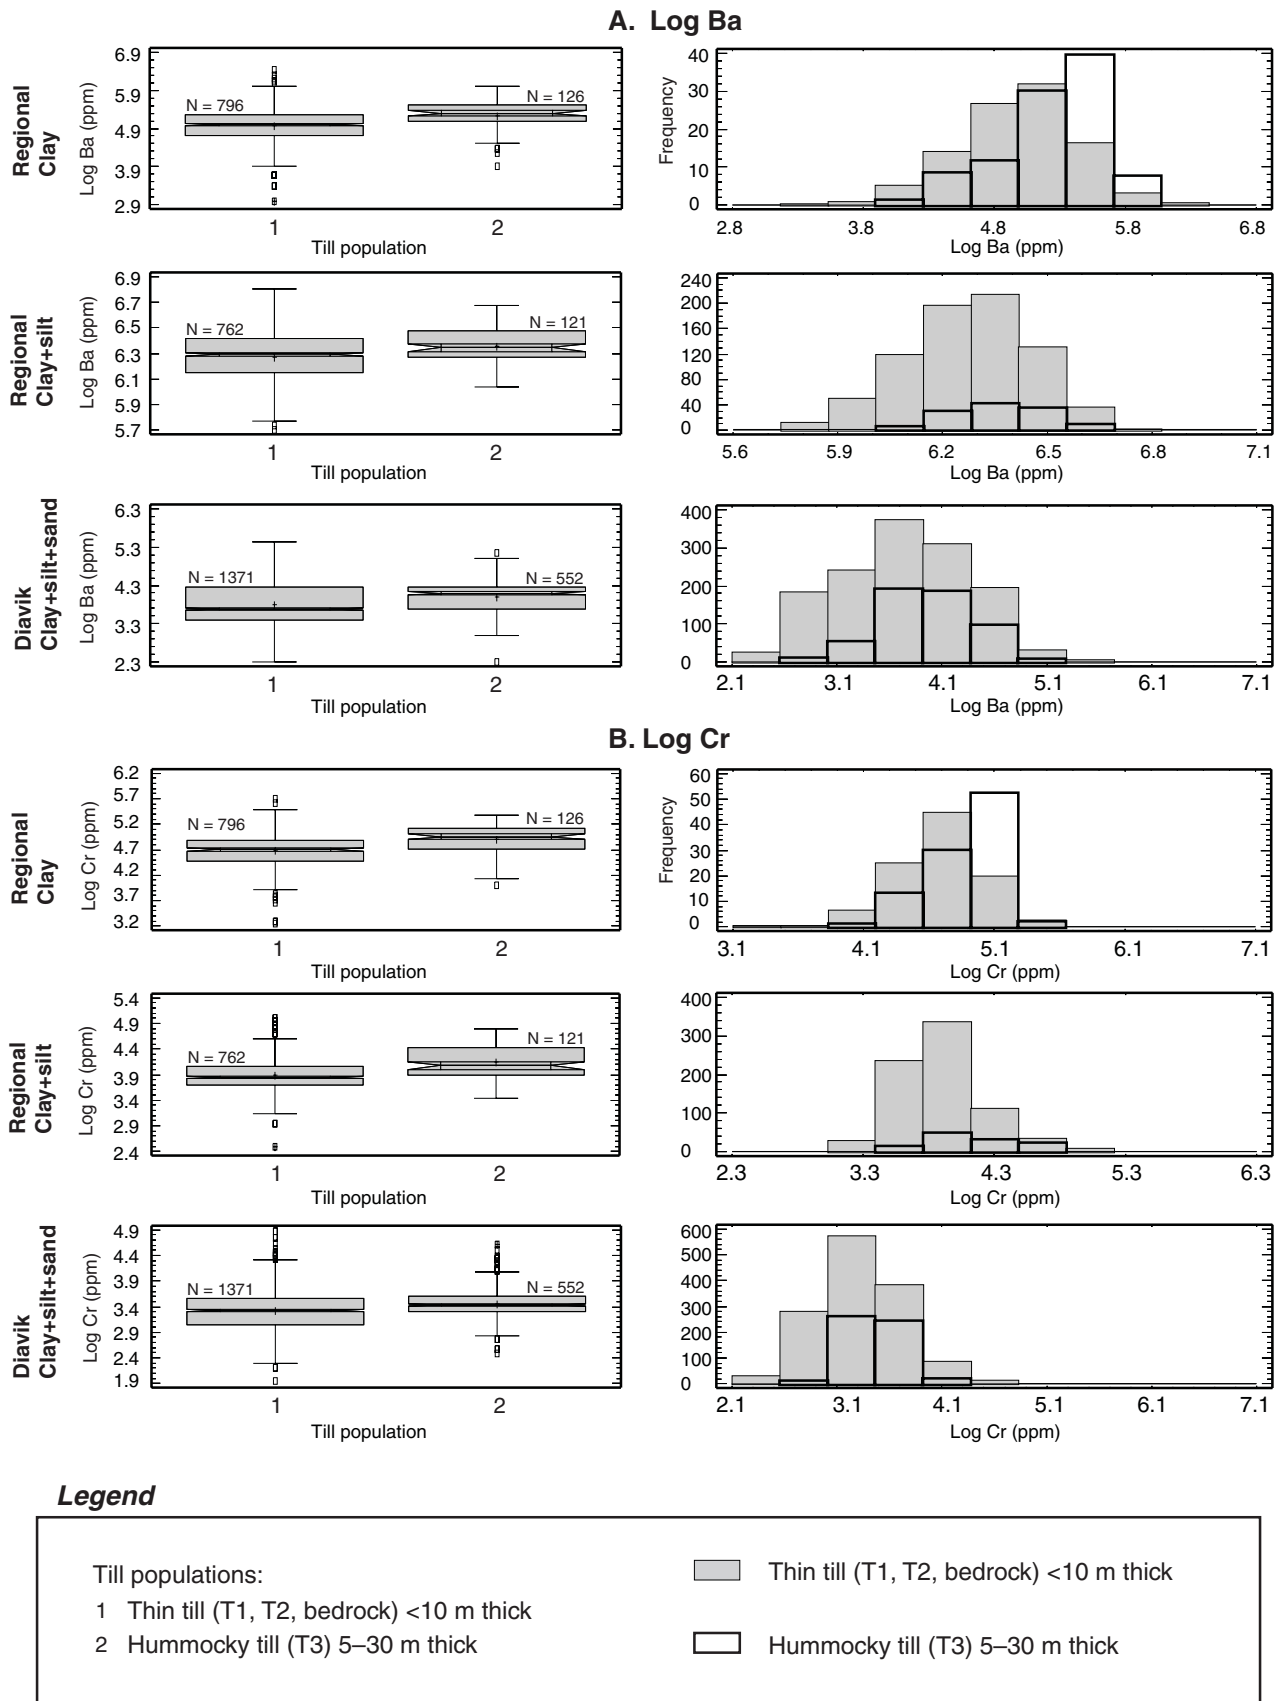 A. Log Ba
Regional
Clay
Log Ba (ppm)
6.9
5.9
4.9
3.9
2.9
N = 796
N = 126
1
2
Till population
Frequency
40
30
20
10
0
2.8
3.8
4.8
5.8
6.8
Log Ba (ppm)
Regional
Clay+silt
Log Ba (ppm)
6.9
6.7
6.5
6.3
6.1
5.9
5.7
N = 762
N = 121
1
2
Till population
240
200
160
120
80
40
0
5.6
5.9
6.2
6.5
6.8
7.1
Log Ba (ppm)
Diavik
Clay+silt+sand
Log Ba (ppm)
6.3
5.3
4.3
3.3
2.3
N = 1371
N = 552
1
2
Till population
400
300
200
100
0
2.1
3.1
4.1
5.1
6.1
7.1
Log Ba (ppm)
B. Log Cr
Regional
Clay
Log Cr (ppm)
6.2
5.7
5.2
4.7
4.2
3.7
3.2
N = 796
N = 126
1
2
Till population
Frequency
60
50
40
30
20
10
0
3.1
4.1
5.1
6.1
7.1
Log Cr (ppm)
Regional
Clay+silt
Log Cr (ppm)
5.4
4.9
4.4
3.9
3.4
2.9
2.4
N = 762
N = 121
1
2
Till population
400
300
200
100
0
2.3
3.3
4.3
5.3
6.3
Log Cr (ppm)
Diavik
Clay+silt+sand
Log Cr (ppm)
4.9
4.4
3.9
3.4
2.9
2.4
1.9
N = 1371
N = 552
1
2
Till population
600
500
400
300
200
100
0
2.1
3.1
4.1
5.1
6.1
7.1
Log Cr (ppm)
Legend
Till populations:
1 Thin till (T1, T2, bedrock) <10 m thick
2 Hummocky till (T3) 5–30 m thick
Thin till (T1, T2, bedrock) <10 m thick
Hummocky till (T3) 5–30 m thick